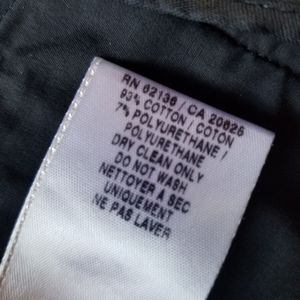 RN 62136 / CA 20626
93% COTTON / COTON
7% POLYURETHANE /
POLYURETHANE
DRY CLEAN ONLY
DO NOT WASH
NETTOYER A SEC
UNIQUEMENT
NE PAS LAVER